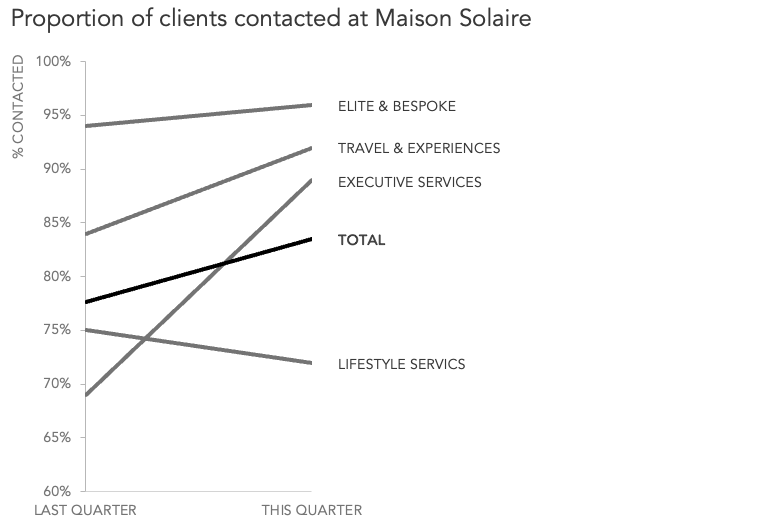 Proportion of clients contacted at Maison Solaire
% CONTACTED
100%
95%
90%
85%
80%
75%
70%
65%
60%
ELITE & BESPOKE
TRAVEL & EXPERIENCES
EXECUTIVE SERVICES
TOTAL
LIFESTYLE SERVICS
LAST QUARTER
THIS QUARTER